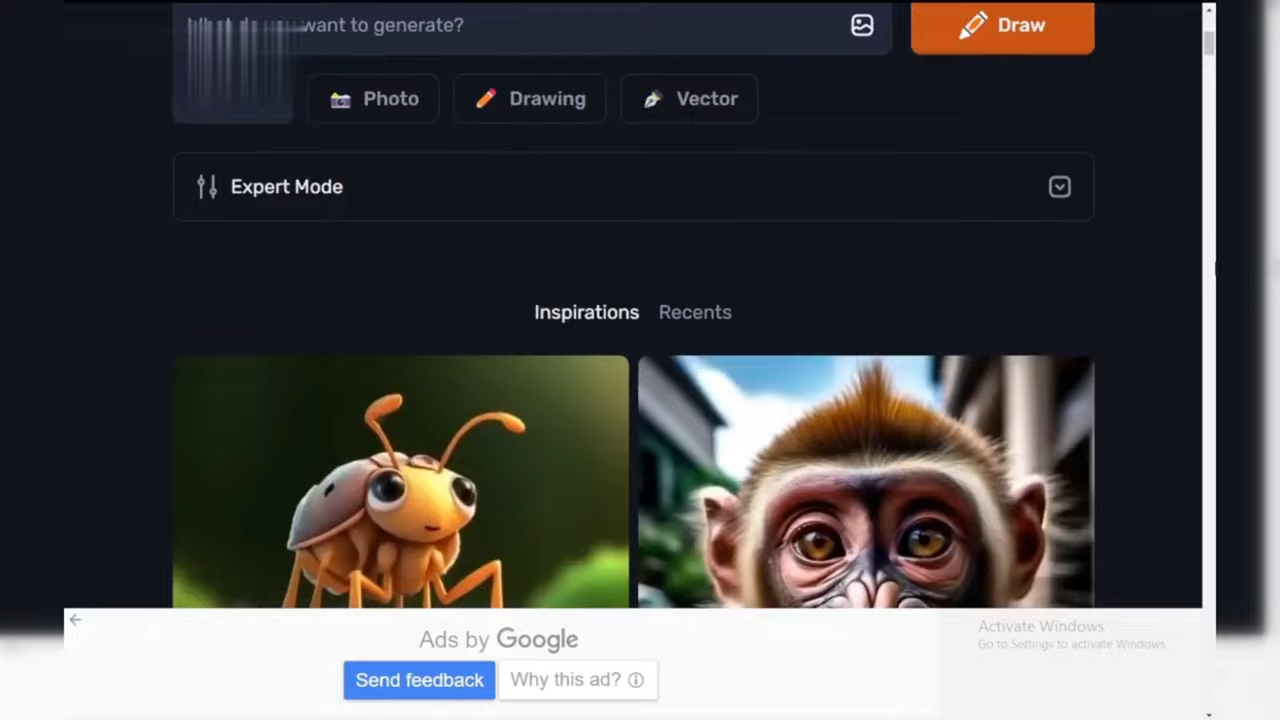 want to generate?
Draw
Photo
Drawing
Vector
Expert Mode
Inspirations Recents
Ads by Google
Send feedback
Why this ad?
Activate Windows
Go to Settings to activate Windows.